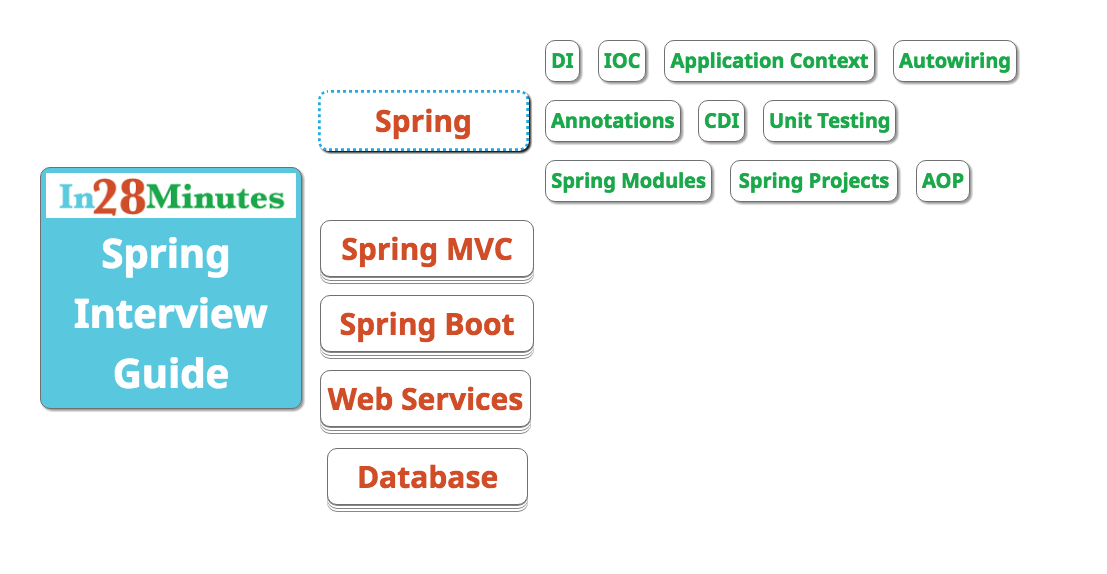 In28Minutes
Spring
Interview
Guide
Spring
DI IOC Application Context Autowiring
Annotations CDI Unit Testing
Spring Modules Spring Projects AOP
Spring MVC
Spring Boot
Web Services
Database